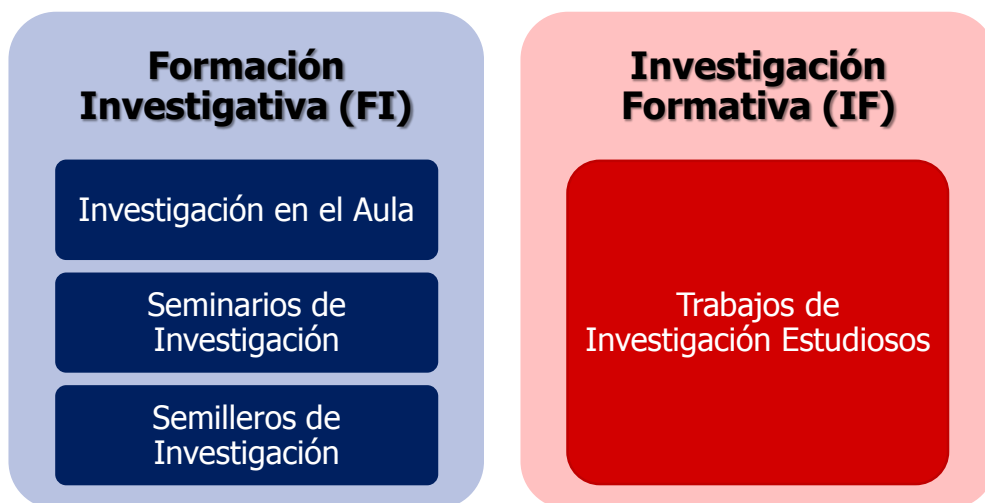 Formación
Investigativa (FI)
Investigación en el Aula
Seminarios de
Investigación
Semilleros de
Investigación
Investigación
Formativa (IF)
Trabajos de
Investigación Estudiosos